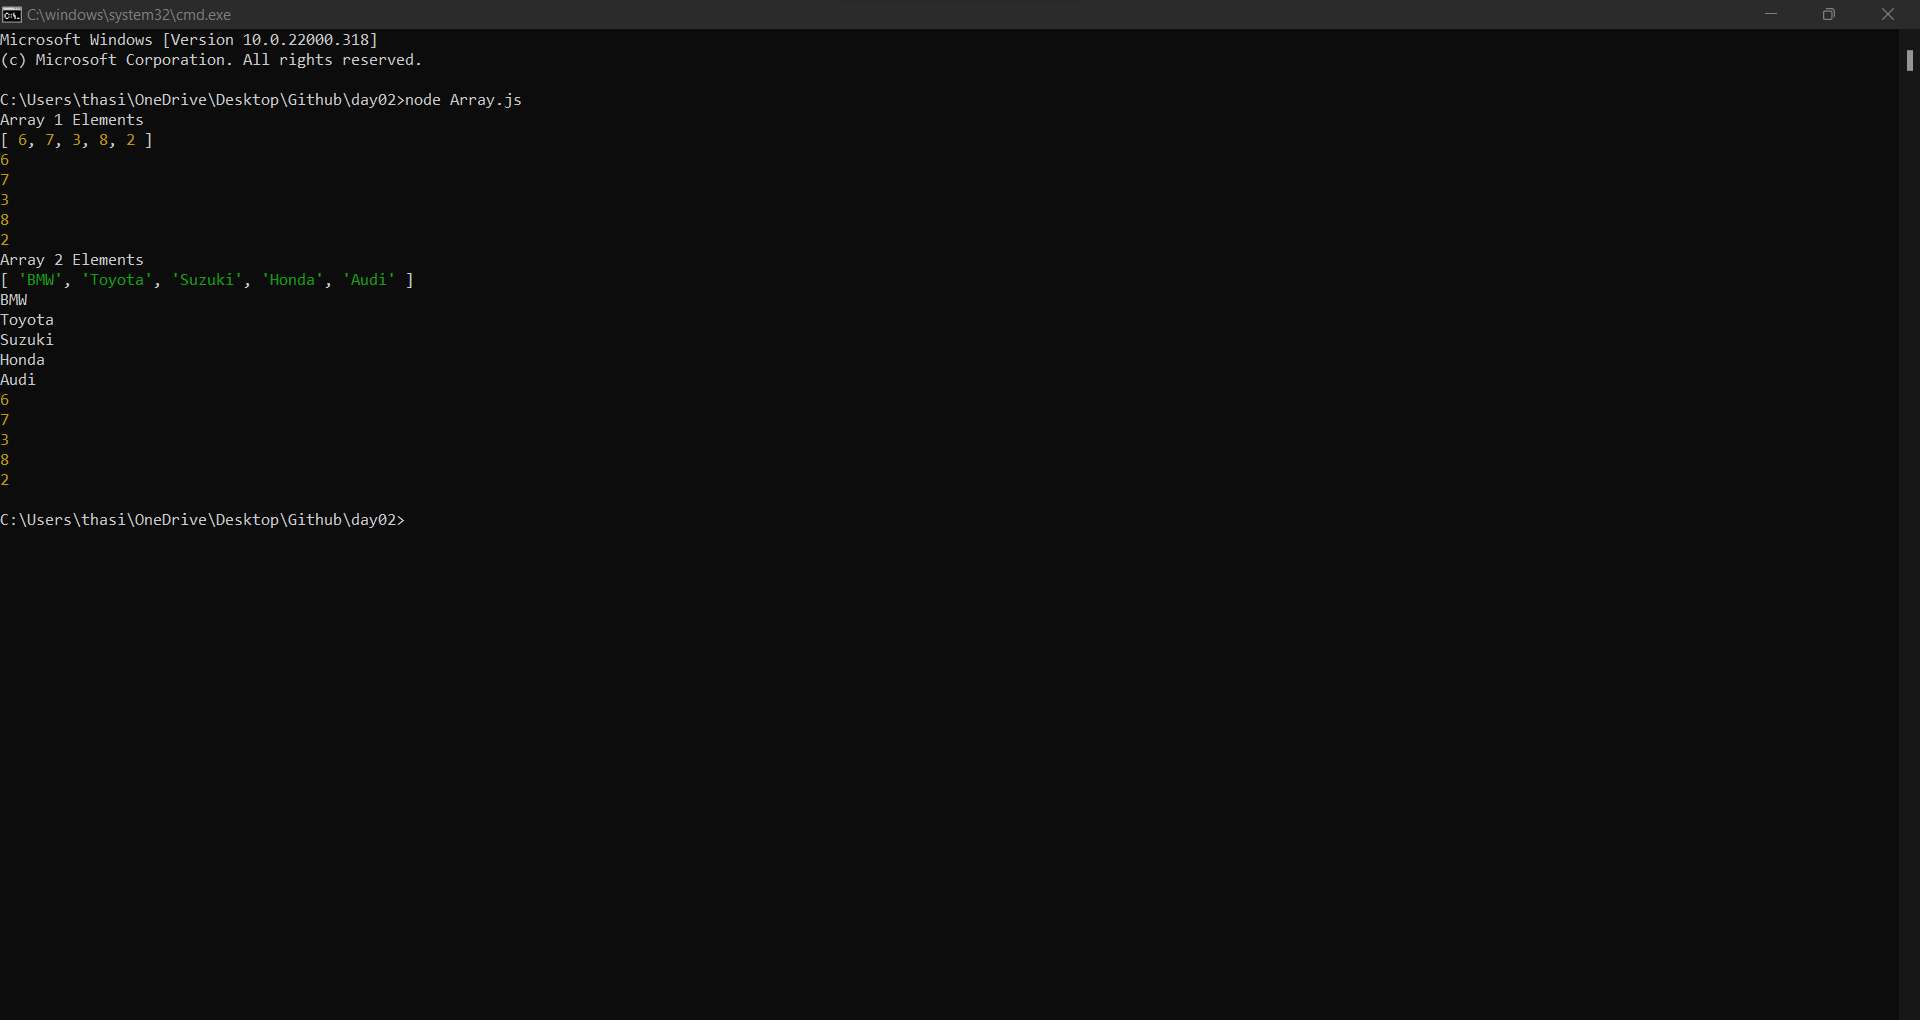 C:\windows\system32\cmd.exe
Microsoft Windows [Version 10.0.22000.318]
(c) Microsoft Corporation. All rights reserved.
C:\Users\thasi\OneDrive\Desktop\Github\day02>node Array.js
Array 1 Elements
[ 6, 7, 3, 8, 2 ]
6
7
3
8
2
Array 2 Elements
[ 'BMW', 'Toyota', 'Suzuki', 'Honda', 'Audi' ]
BMW
Toyota
Suzuki
Honda
Audi
6
7
3
8
2
C:\Users\thasi\OneDrive\Desktop\Github\day02>